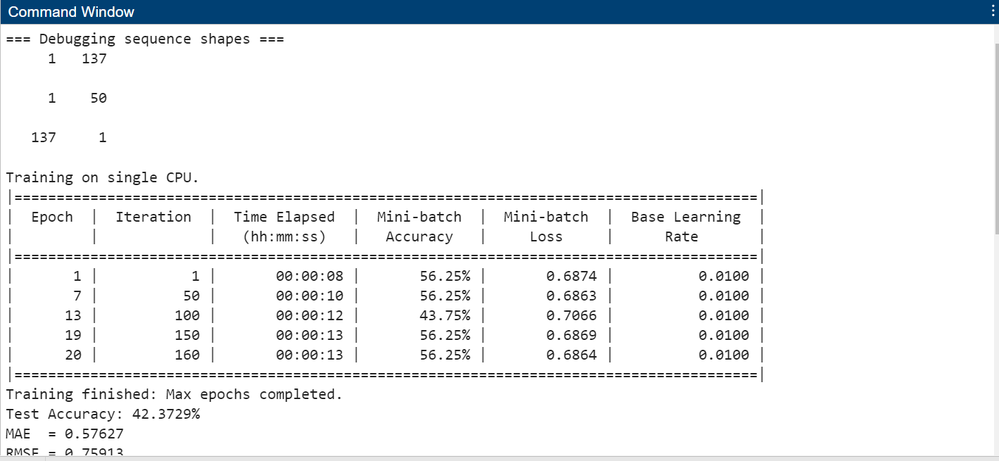 Command Window
=== Debugging sequence shapes ===
1 137
1 50
137 1
Training on single CPU.
|========================================================================================|
| Epoch | Iteration | Time Elapsed | Mini-batch | Mini-batch | Base Learning |
| | | (hh:mm:ss) | Accuracy | Loss | Rate |
|========================================================================================|
| 1 | 1 | 00:00:08 | 56.25% | 0.6874 | 0.0100 |
| 7 | 50 | 00:00:10 | 56.25% | 0.6863 | 0.0100 |
| 13 | 100 | 00:00:12 | 43.75% | 0.7066 | 0.0100 |
| 19 | 150 | 00:00:13 | 56.25% | 0.6869 | 0.0100 |
| 20 | 160 | 00:00:13 | 56.25% | 0.6864 | 0.0100 |
|========================================================================================|
Training finished: Max epochs completed.
Test Accuracy: 42.3729%
MAE = 0.57627
RMSE = 0.75913